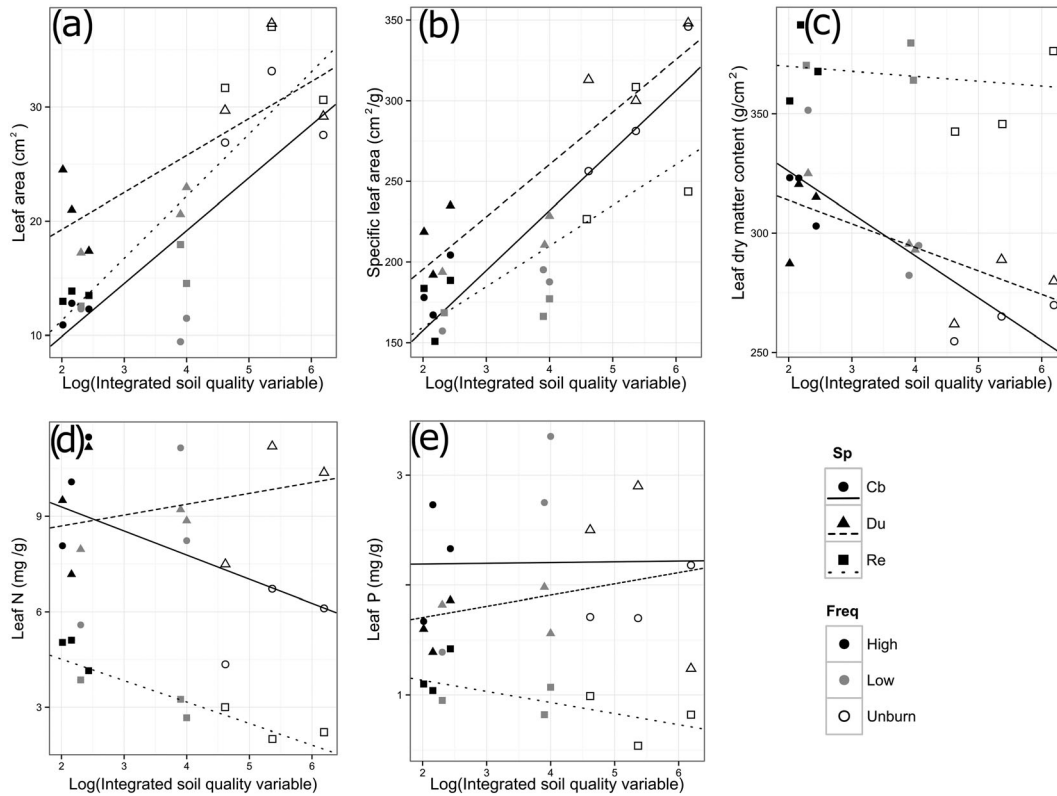 (a)
30
20
10
Leaf area (cm²)
2 3 4 5 6
Log(Integrated soil quality variable)
(b)
350
300
250
200
150
Specific leaf area (cm²/g)
2 3 4 5 6
Log(Integrated soil quality variable)
(c)
350
300
250
Leaf dry matter content (g/cm²)
2 3 4 5 6
Log(Integrated soil quality variable)
(d)
9
6
3
Leaf N (mg/g)
2 3 4 5 6
Log(Integrated soil quality variable)
(e)
3
1
Leaf P (mg/g)
2 3 4 5 6
Log(Integrated soil quality variable)
Sp
Cb
Du
Re
Freq
High
Low
Unburn